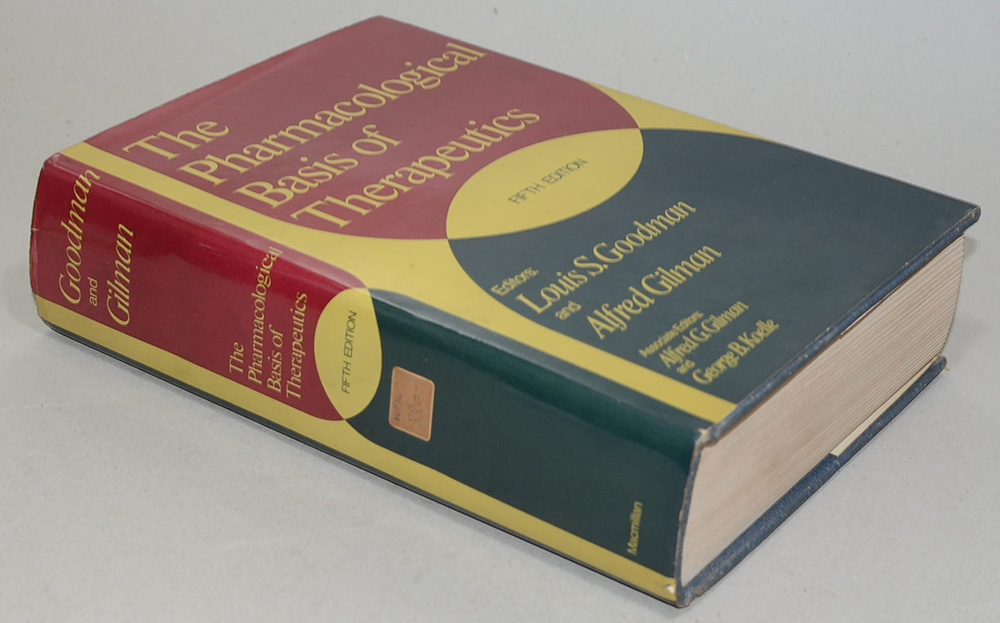 The
Pharmacological
Basis of
Therapeutics
FIFTH EDITION
Editors:
Louis S. Goodman
and
Alfred Gilman
Associate Editors:
Alfred G. Gilman
and
George B. Koelle
Goodman
and
Gilman
The
Pharmacological
Basis of
Therapeutics
FIFTH EDITION
Macmillan